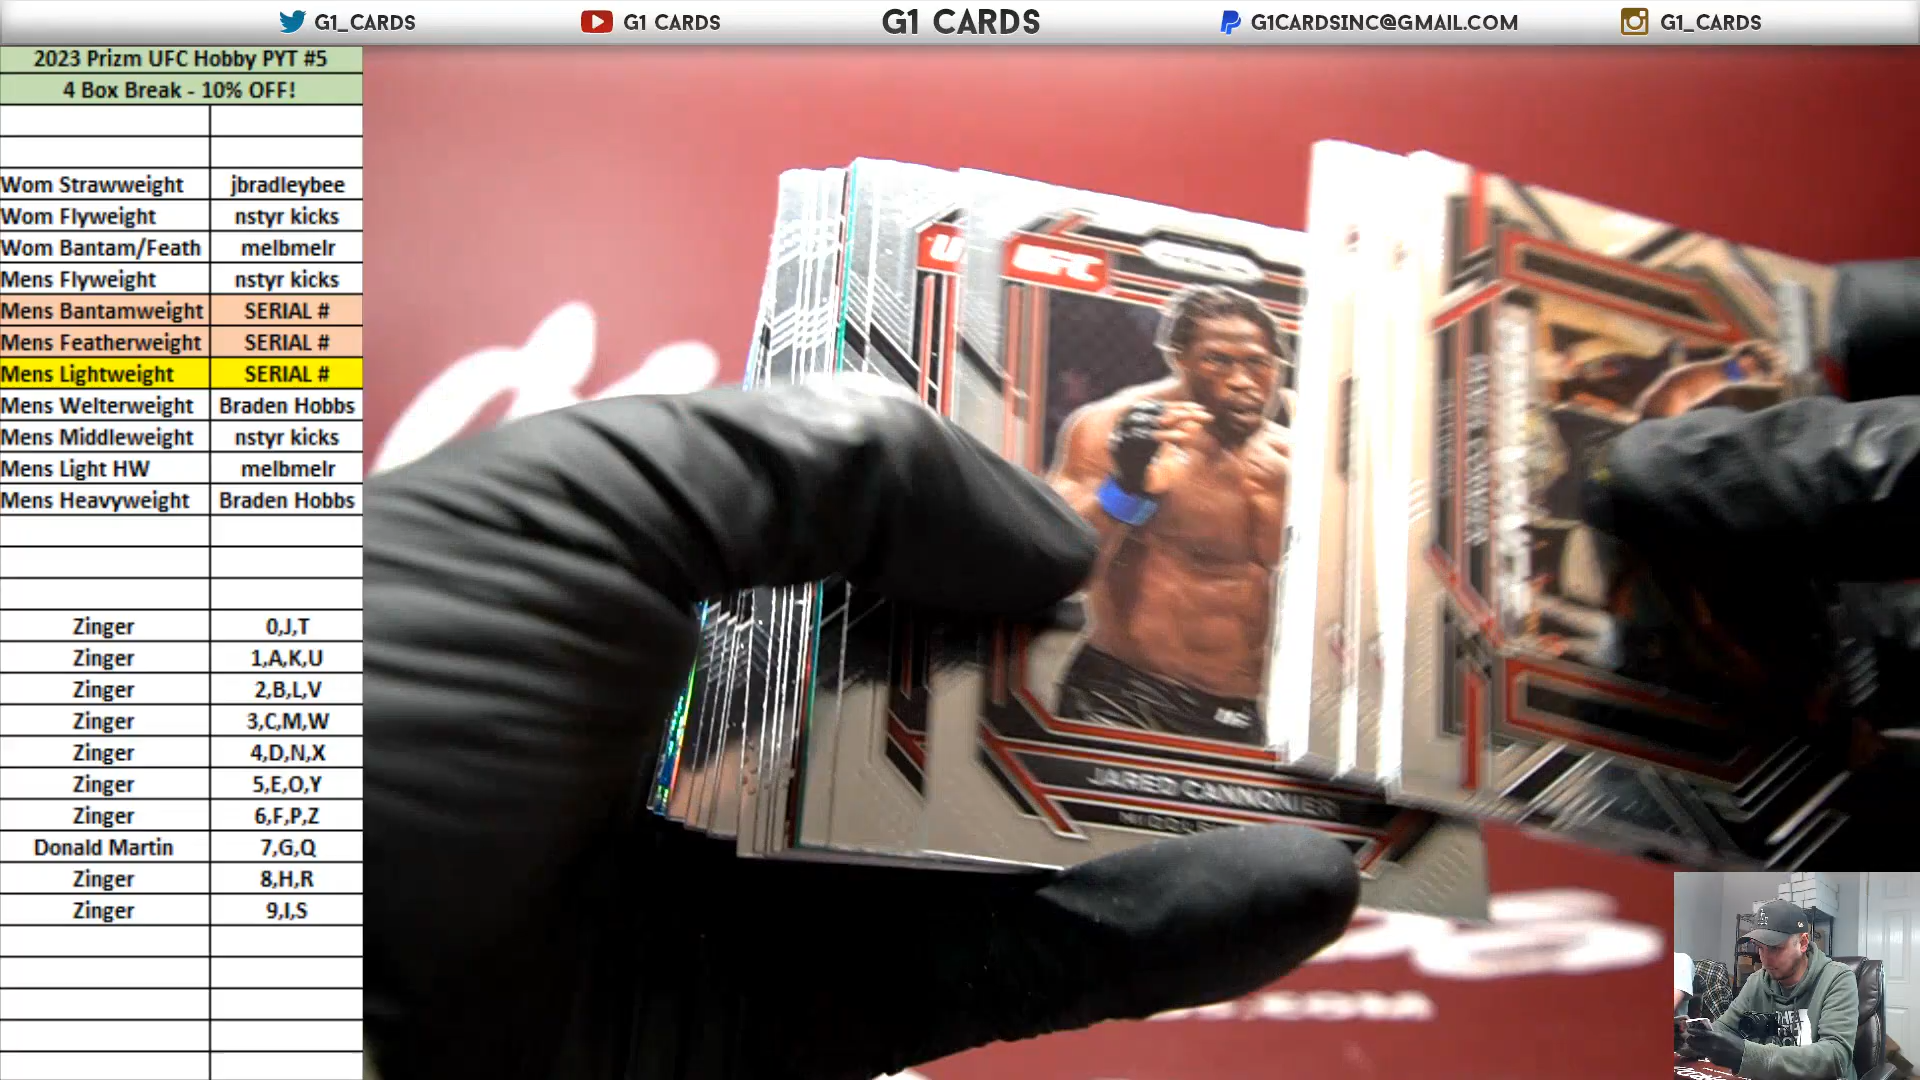 G1_CARDS
G1 CARDS
G1 CARDS
G1CARDSINC@GMAIL.COM
G1_CARDS
2023 Prizm UFC Hobby PYT #5
4 Box Break - 10% OFF!
Wom Strawweight jbradleybee
Wom Flyweight nstyr kicks
Wom Bantam/Feath melbmelr
Mens Flyweight nstyr kicks
Mens Bantamweight SERIAL #
Mens Featherweight SERIAL #
Mens Lightweight SERIAL #
Mens Welterweight Braden Hobbs
Mens Middleweight nstyr kicks
Mens Light HW melbmelr
Mens Heavyweight Braden Hobbs
Zinger 0,J,T
Zinger 1,A,K,U
Zinger 2,B,L,V
Zinger 3,C,M,W
Zinger 4,D,N,X
Zinger 5,E,O,Y
Zinger 6,F,P,Z
Donald Martin 7,G,Q
Zinger 8,H,R
Zinger 9,I,S
UFC
JARED CANNONIER